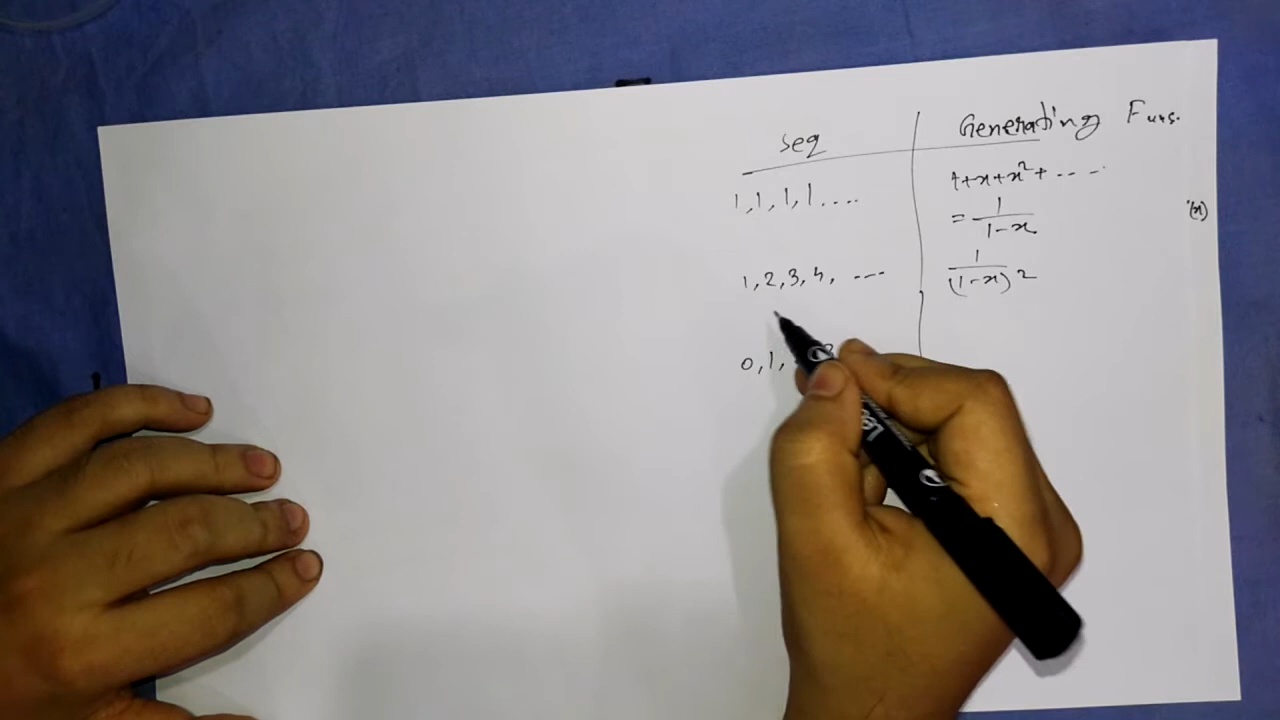 seq Generating Func.
1,1,1,1.... 1+x+x²+-----
= 1/(1-x)
(x)
1,2,3,4, ---- 1/(1-x)²
0,1,